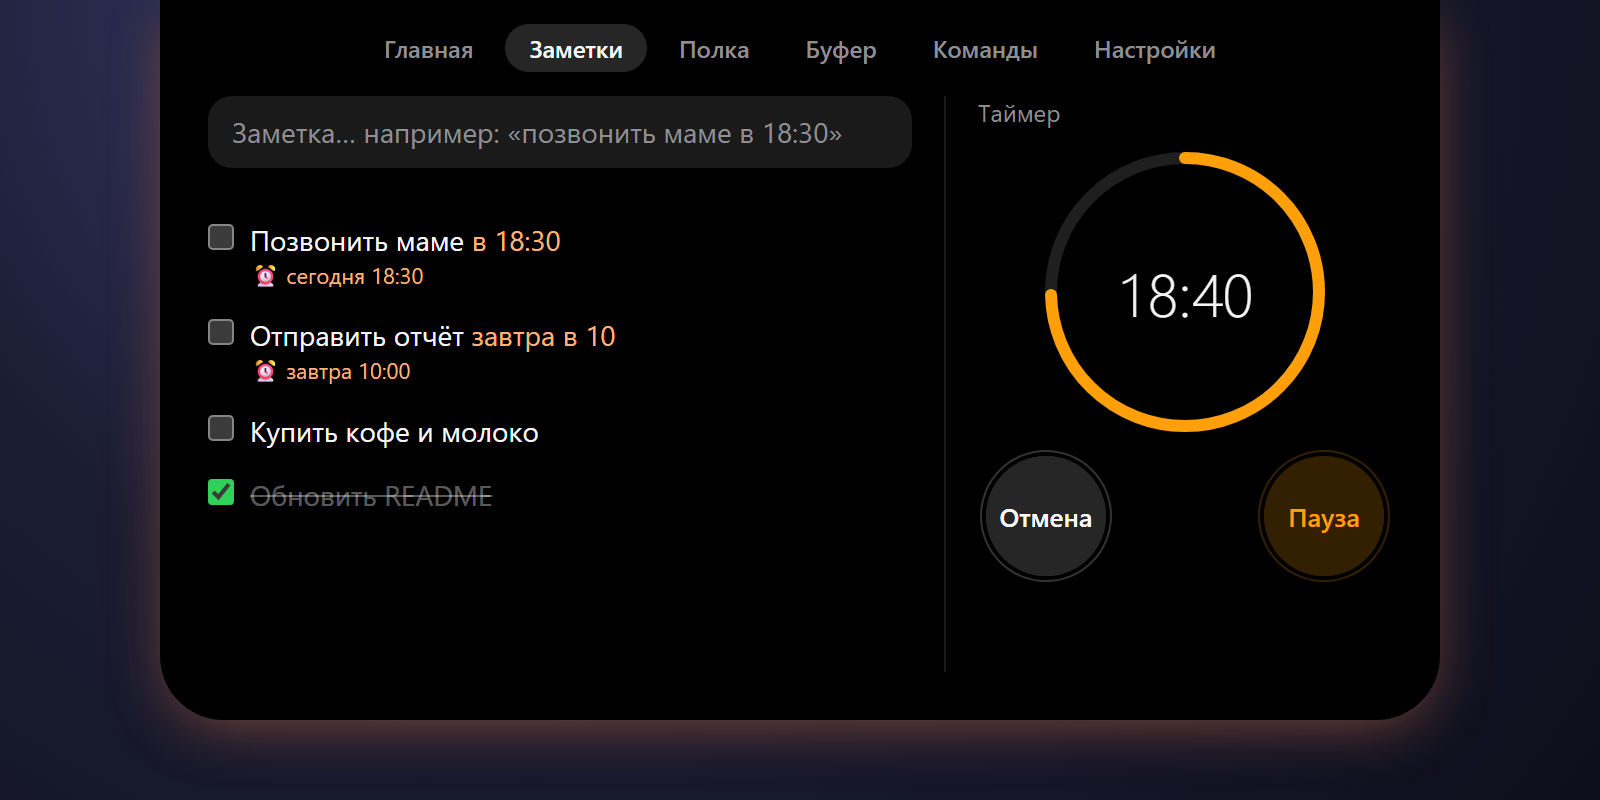 Главная Заметки Полка Буфер Команды Настройки
Заметка... например: «позвонить маме в 18:30»
Позвонить маме в 18:30
сегодня 18:30
Отправить отчёт завтра в 10
завтра 10:00
Купить кофе и молоко
Обновить README
Таймер
18:40
Отмена
Пауза